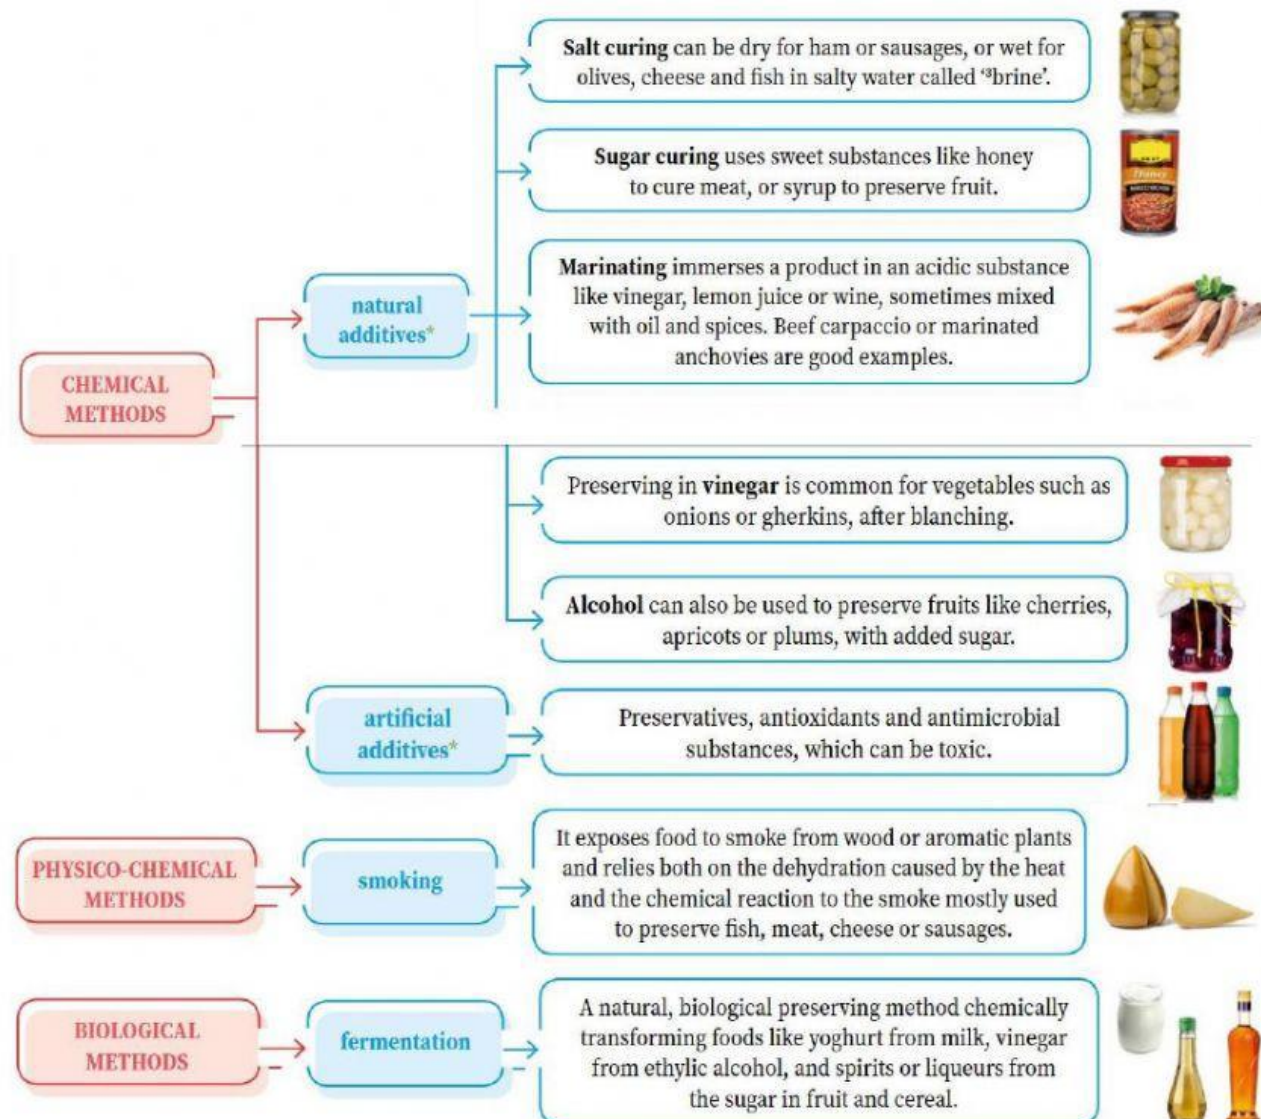 Salt curing can be dry for ham or sausages, or wet for
olives, cheese and fish in salty water called ‘³brine’.
Sugar curing uses sweet substances like honey
to cure meat, or syrup to preserve fruit.
Honey
Marinating immerses a product in an acidic substance
like vinegar, lemon juice or wine, sometimes mixed
with oil and spices. Beef carpaccio or marinated
anchovies are good examples.
natural
additives*
CHEMICAL
METHODS
Preserving in vinegar is common for vegetables such as
onions or gherkins, after blanching.
Alcohol can also be used to preserve fruits like cherries,
apricots or plums, with added sugar.
artificial
additives*
Preservatives, antioxidants and antimicrobial
substances, which can be toxic.
PHYSICO-CHEMICAL
METHODS
smoking
It exposes food to smoke from wood or aromatic plants
and relies both on the dehydration caused by the heat
and the chemical reaction to the smoke mostly used
to preserve fish, meat, cheese or sausages.
BIOLOGICAL
METHODS
fermentation
A natural, biological preserving method chemically
transforming foods like yoghurt from milk, vinegar
from ethylic alcohol, and spirits or liqueurs from
the sugar in fruit and cereal.